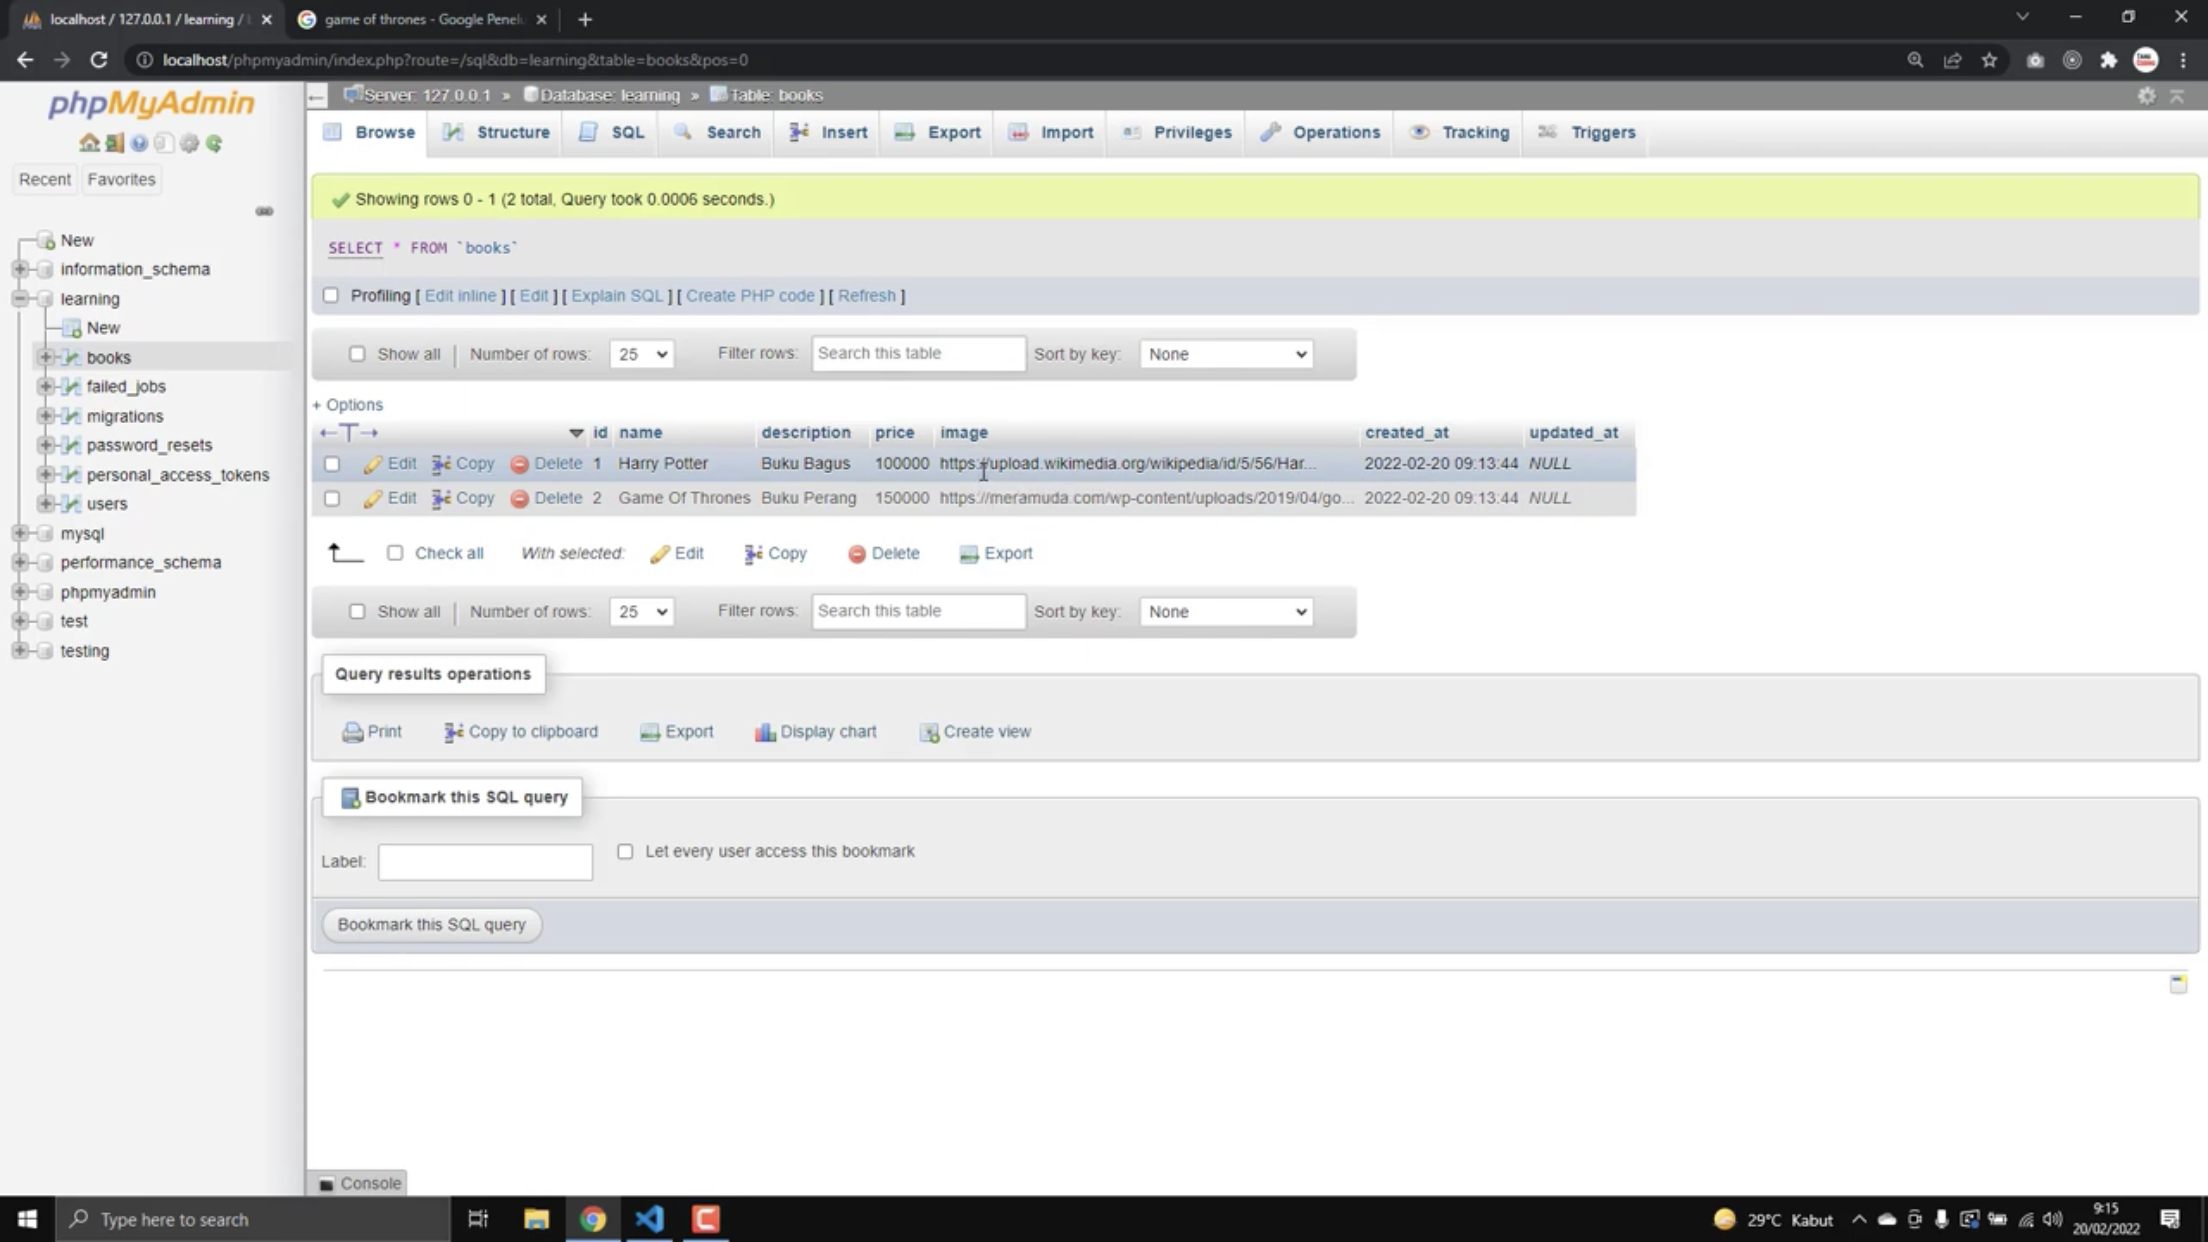 localhost / 127.0.0.1 / learning /
game of thrones - Google Penel
localhost/phpmyadmin/index.php?route=/sql&db=learning&table=books&pos=0
phpMyAdmin
Recent Favorites
New
information_schema
learning
New
books
failed_jobs
migrations
password_resets
personal_access_tokens
users
mysql
performance_schema
phpmyadmin
test
testing
Server: 127.0.0.1 » Database: learning » Table: books
Browse Structure SQL Search Insert Export Import Privileges Operations Tracking Triggers
Showing rows 0 - 1 (2 total, Query took 0.0006 seconds.)
SELECT * FROM `books`
Profiling [ Edit inline ] [ Edit ] [ Explain SQL ] [ Create PHP code ] [ Refresh ]
Show all | Number of rows: 25 Filter rows: Search this table Sort by key: None
+ Options
←T→ id name description price image created_at updated_at
Edit Copy Delete 1 Harry Potter Buku Bagus 100000 https://upload.wikimedia.org/wikipedia/id/5/56/Har... 2022-02-20 09:13:44 NULL
Edit Copy Delete 2 Game Of Thrones Buku Perang 150000 https://meramuda.com/wp-content/uploads/2019/04/go... 2022-02-20 09:13:44 NULL
Check all With selected: Edit Copy Delete Export
Show all | Number of rows: 25 Filter rows: Search this table Sort by key: None
Query results operations
Print Copy to clipboard Export Display chart Create view
Bookmark this SQL query
Label: Let every user access this bookmark
Bookmark this SQL query
Console
Type here to search
29°C Kabut
9:15
20/02/2022